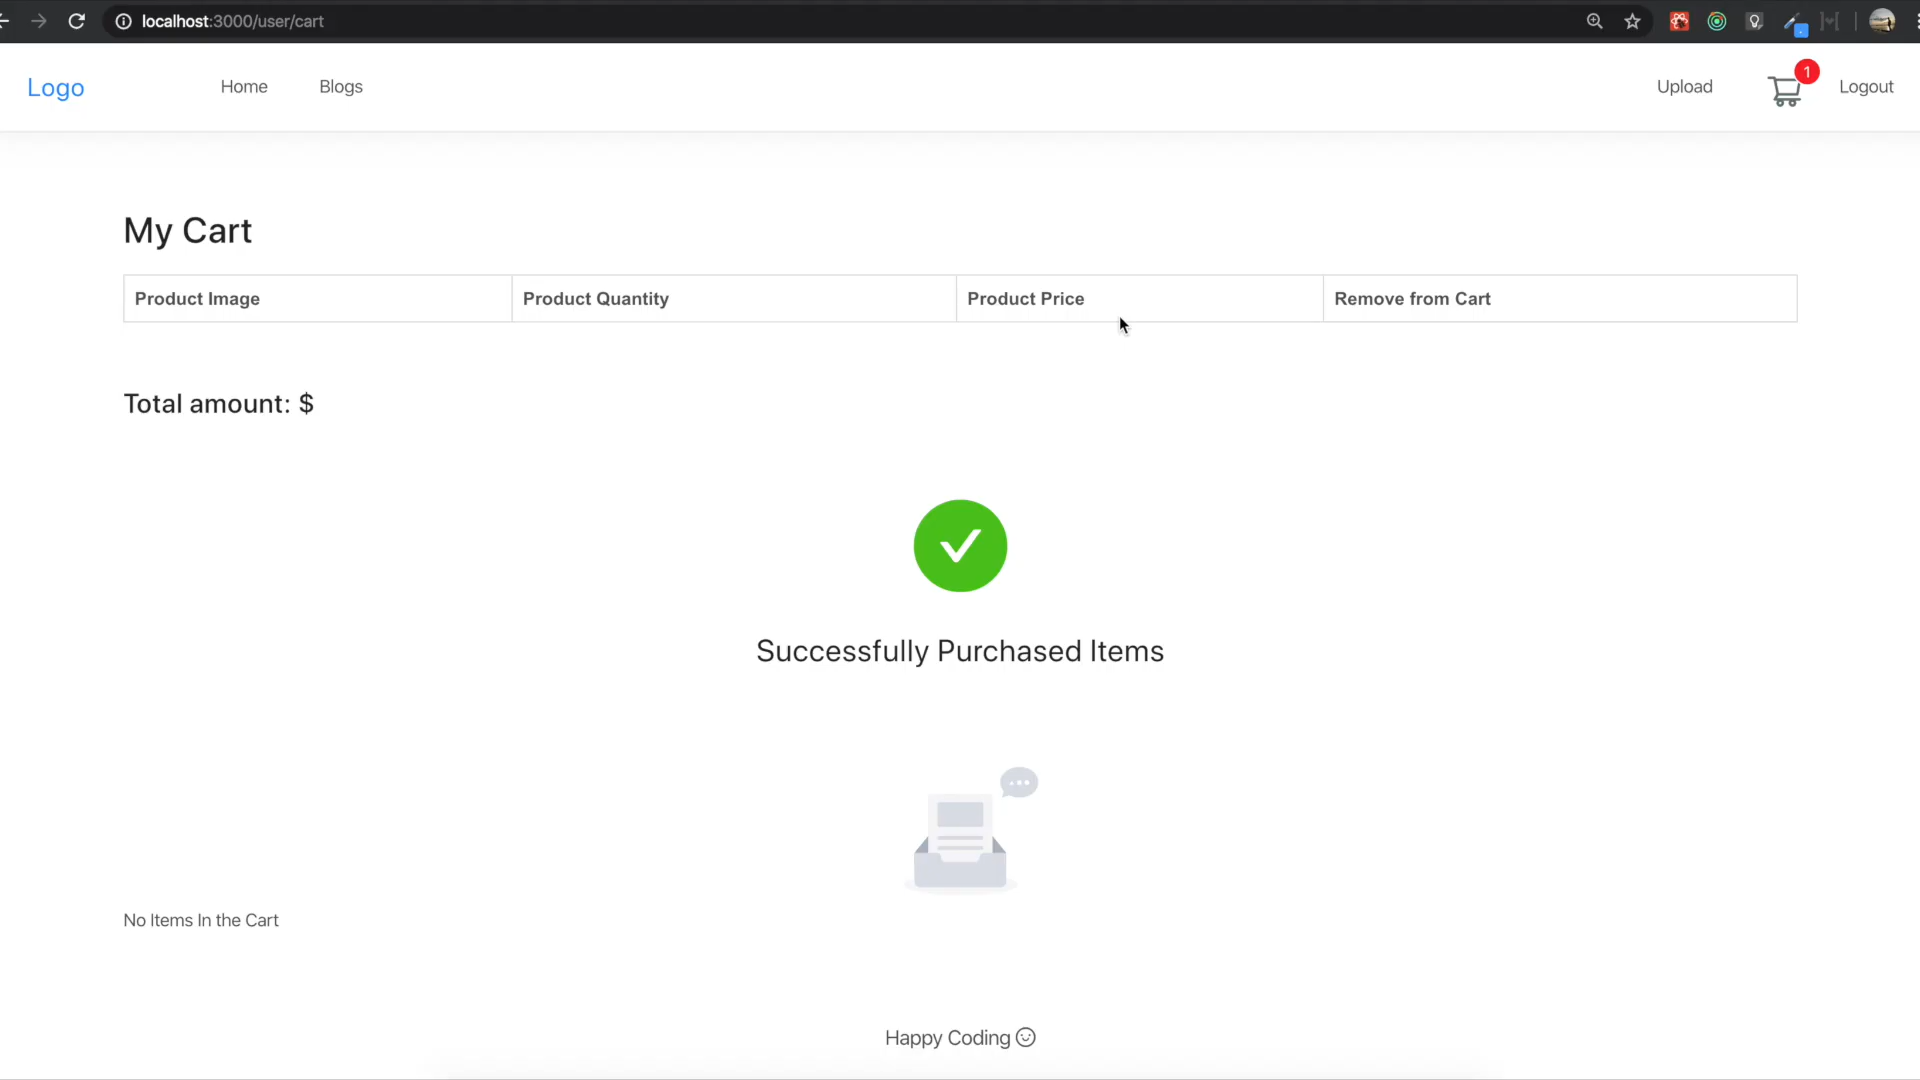 localhost:3000/user/cart
Logo Home Blogs Upload 1 Logout
My Cart
Product Image Product Quantity Product Price Remove from Cart
Total amount: $
Successfully Purchased Items
No Items In the Cart
Happy Coding